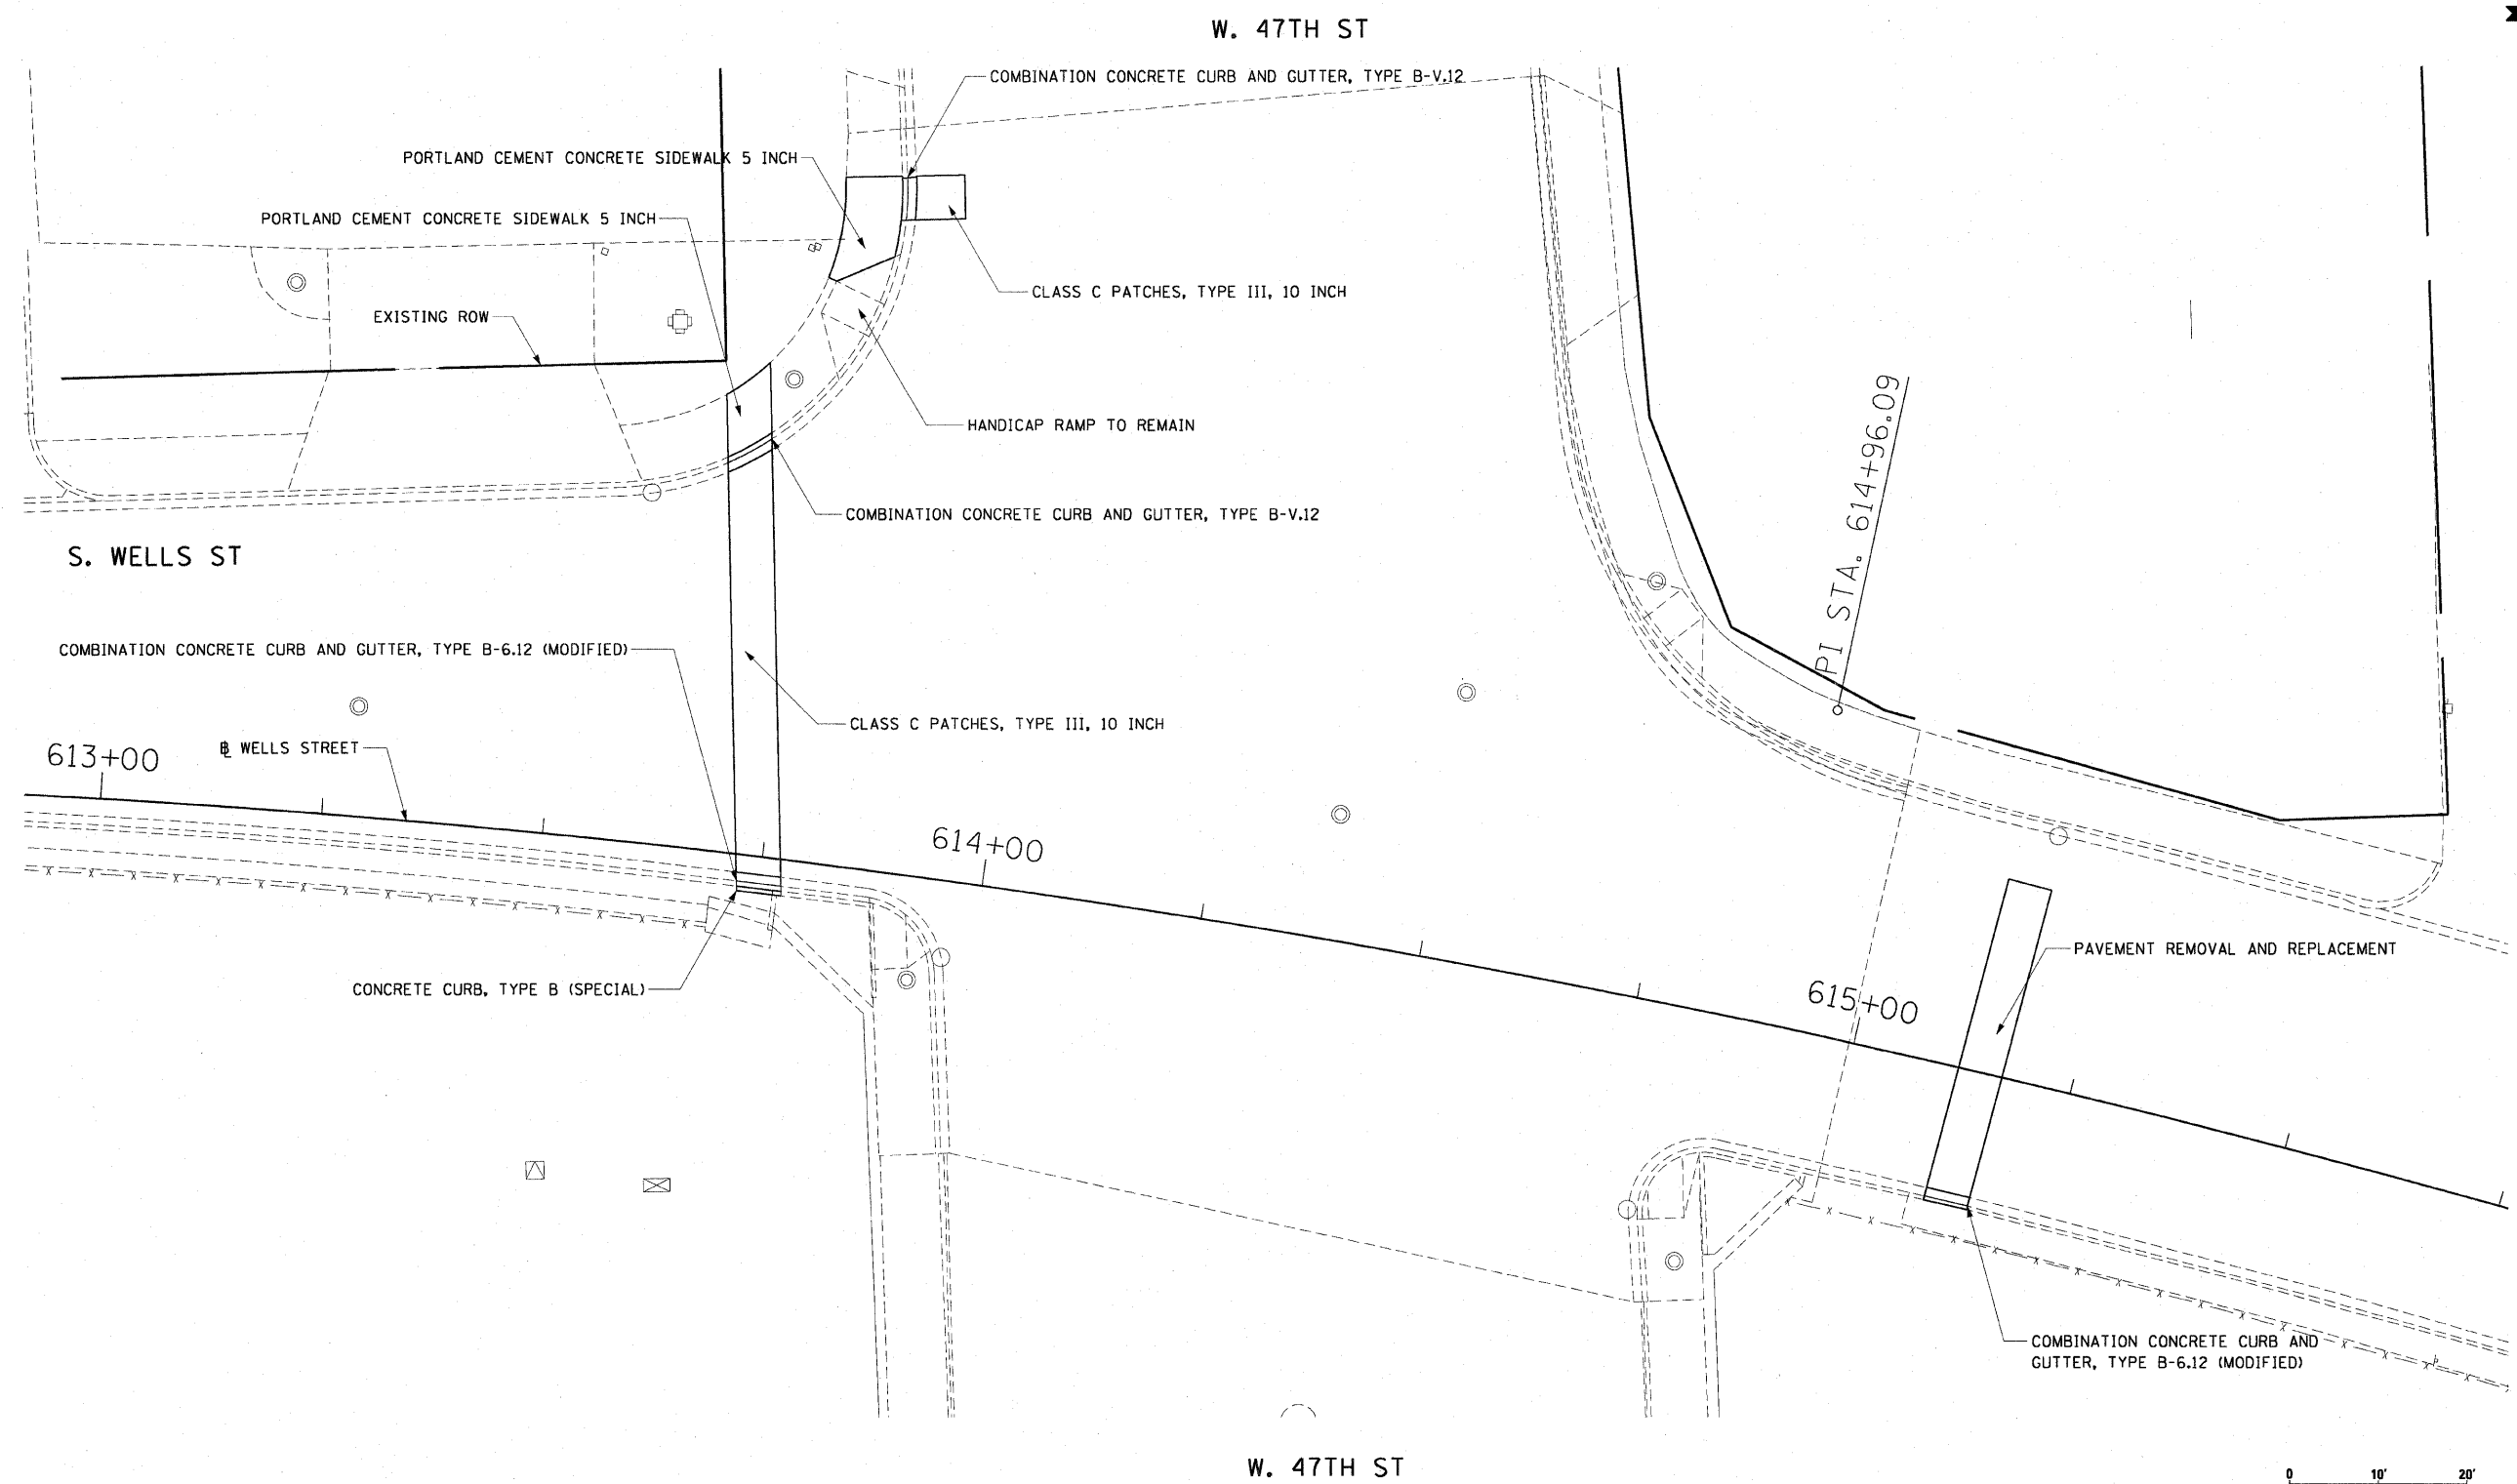 W. 47TH ST
COMBINATION CONCRETE CURB AND GUTTER, TYPE B-V.12
PORTLAND CEMENT CONCRETE SIDEWALK 5 INCH
PORTLAND CEMENT CONCRETE SIDEWALK 5 INCH
CLASS C PATCHES, TYPE III, 10 INCH
EXISTING ROW
HANDICAP RAMP TO REMAIN
PI STA. 614+96.09
COMBINATION CONCRETE CURB AND GUTTER, TYPE B-V.12
S. WELLS ST
COMBINATION CONCRETE CURB AND GUTTER, TYPE B-6.12 (MODIFIED)
CLASS C PATCHES, TYPE III, 10 INCH
613+00
℄ WELLS STREET
614+00
PAVEMENT REMOVAL AND REPLACEMENT
CONCRETE CURB, TYPE B (SPECIAL)
615+00
COMBINATION CONCRETE CURB AND
GUTTER, TYPE B-6.12 (MODIFIED)
W. 47TH ST
0 10' 20'